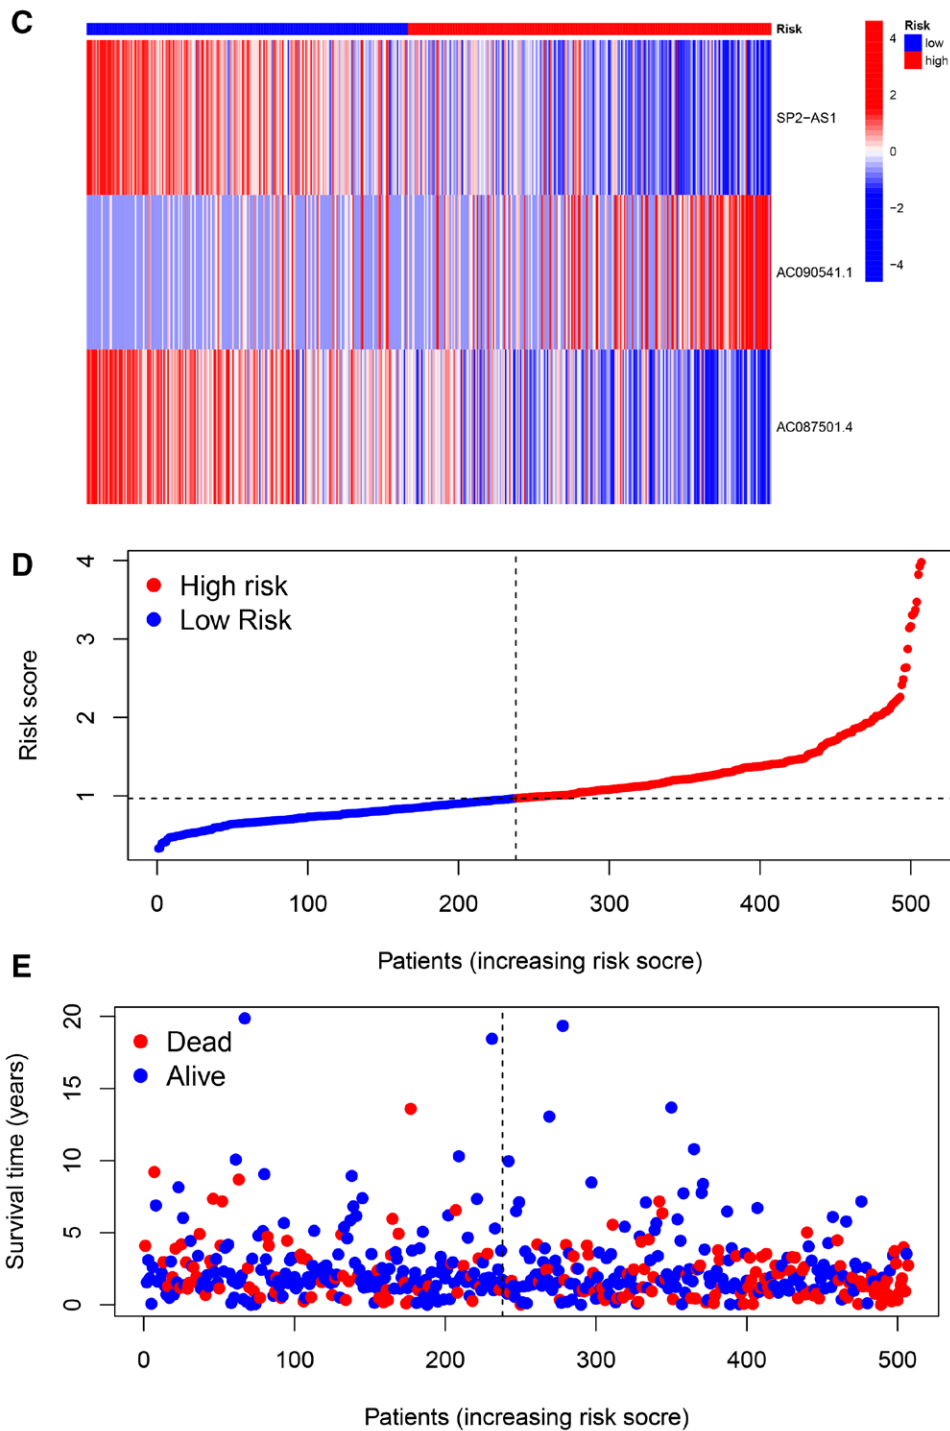 C
Risk
SP2-AS1
AC090541.1
AC087501.4
4
2
0
-2
-4
Risk
low
high
D
High risk
Low Risk
Risk score
4
3
2
1
0 100 200 300 400 500
Patients (increasing risk socre)
E
Dead
Alive
Survival time (years)
20
15
10
5
0
0 100 200 300 400 500
Patients (increasing risk socre)